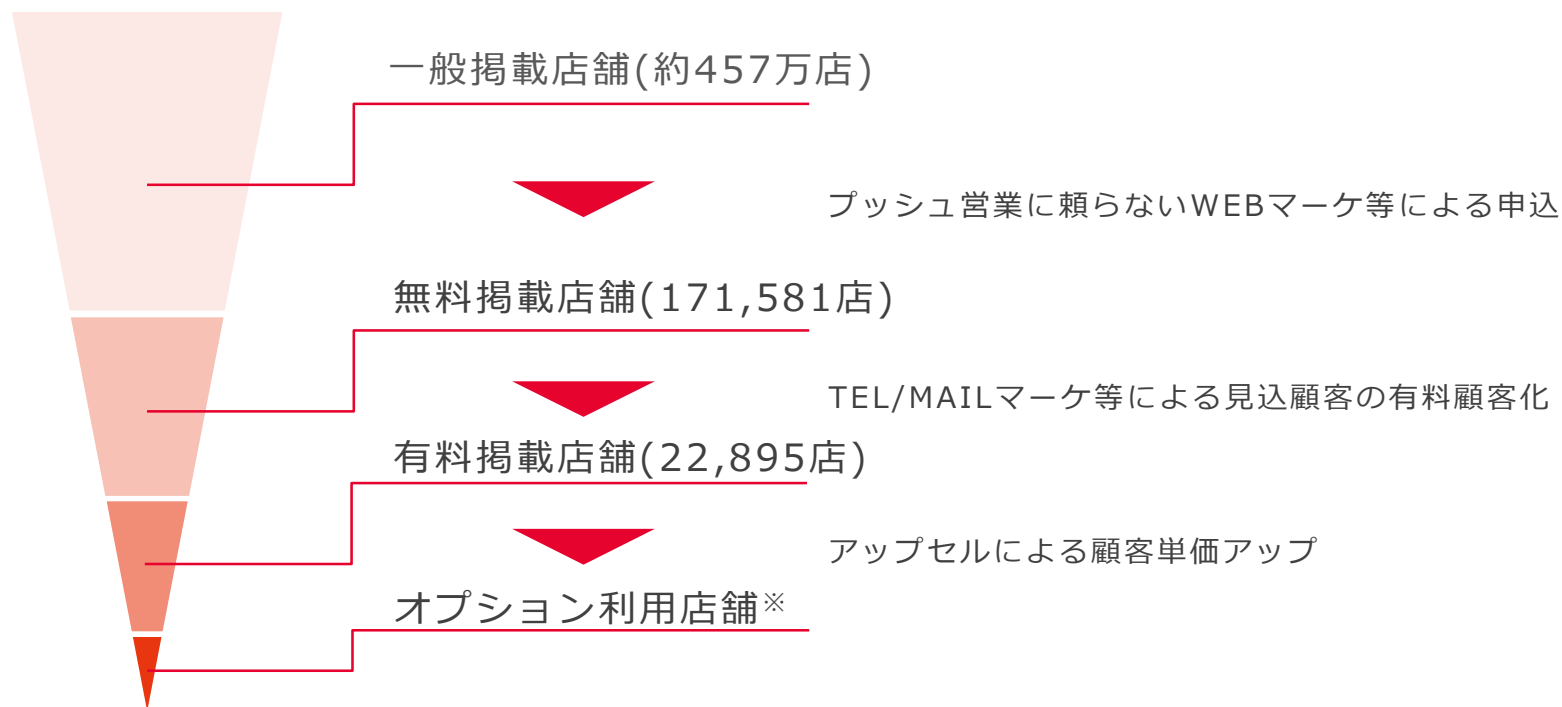 一般掲載店舗(約457万店)
プッシュ営業に頼らないWEBマーケ等による申込
無料掲載店舗(171,581店)
TEL/MAILマーケ等による見込顧客の有料顧客化
有料掲載店舗(22,895店)
アップセルによる顧客単価アップ
オプション利用店舗※